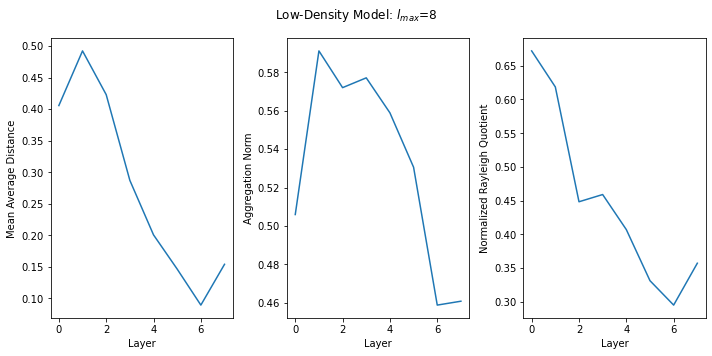 Low-Density Model: l_max=8
Mean Average Distance
0.50
0.45
0.40
0.35
0.30
0.25
0.20
0.15
0.10
0 2 4 6
Layer
Aggregation Norm
0.58
0.56
0.54
0.52
0.50
0.48
0.46
0 2 4 6
Layer
Normalized Rayleigh Quotient
0.65
0.60
0.55
0.50
0.45
0.40
0.35
0.30
0 2 4 6
Layer